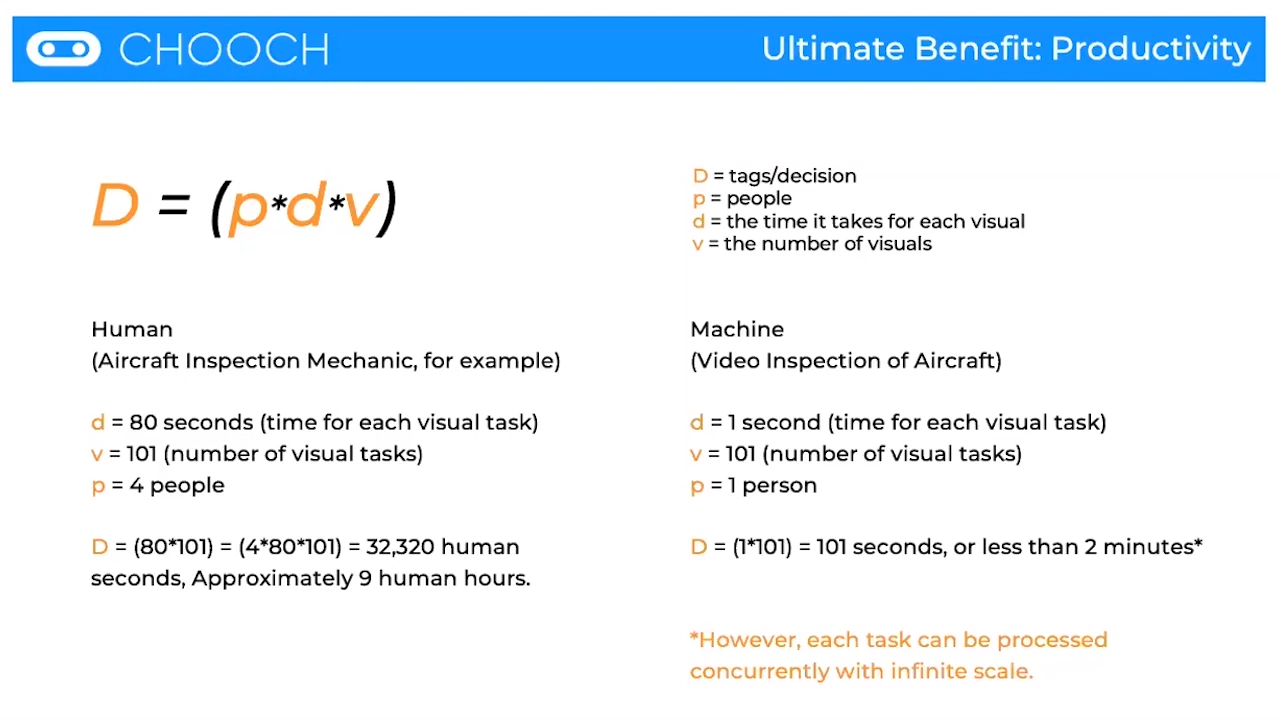 CHOOCH
Ultimate Benefit: Productivity
D = (p*d*v)
D = tags/decision
p = people
d = the time it takes for each visual
v = the number of visuals
Human
(Aircraft Inspection Mechanic, for example)
d = 80 seconds (time for each visual task)
v = 101 (number of visual tasks)
p = 4 people
D = (80*101) = (4*80*101) = 32,320 human
seconds, Approximately 9 human hours.
Machine
(Video Inspection of Aircraft)
d = 1 second (time for each visual task)
v = 101 (number of visual tasks)
p = 1 person
D = (1*101) = 101 seconds, or less than 2 minutes*
*However, each task can be processed
concurrently with infinite scale.